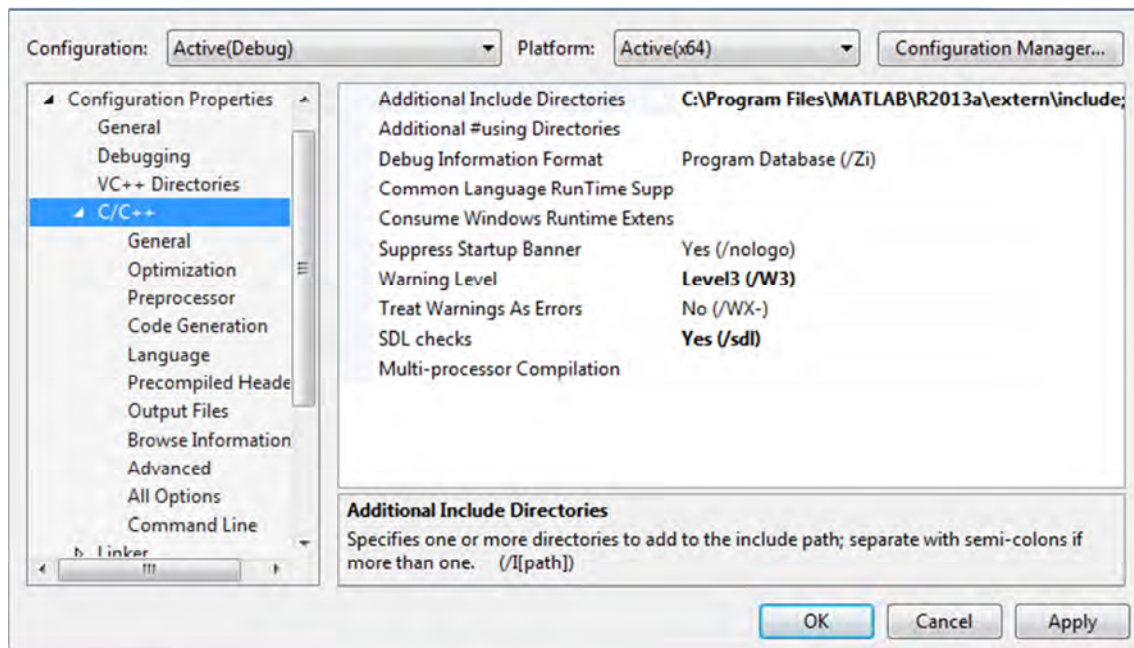 Configuration: Active(Debug) Platform: Active(x64) Configuration Manager...
Configuration Properties
General
Debugging
VC++ Directories
C/C++
General
Optimization
Preprocessor
Code Generation
Language
Precompiled Heade
Output Files
Browse Information
Advanced
All Options
Command Line
Linker
Additional Include Directories C:\Program Files\MATLAB\R2013a\extern\include;
Additional #using Directories
Debug Information Format Program Database (/Zi)
Common Language RunTime Supp
Consume Windows Runtime Extens
Suppress Startup Banner Yes (/nologo)
Warning Level Level3 (/W3)
Treat Warnings As Errors No (/WX-)
SDL checks Yes (/sdl)
Multi-processor Compilation
Additional Include Directories
Specifies one or more directories to add to the include path; separate with semi-colons if
more than one. (/I[path])
OK Cancel Apply